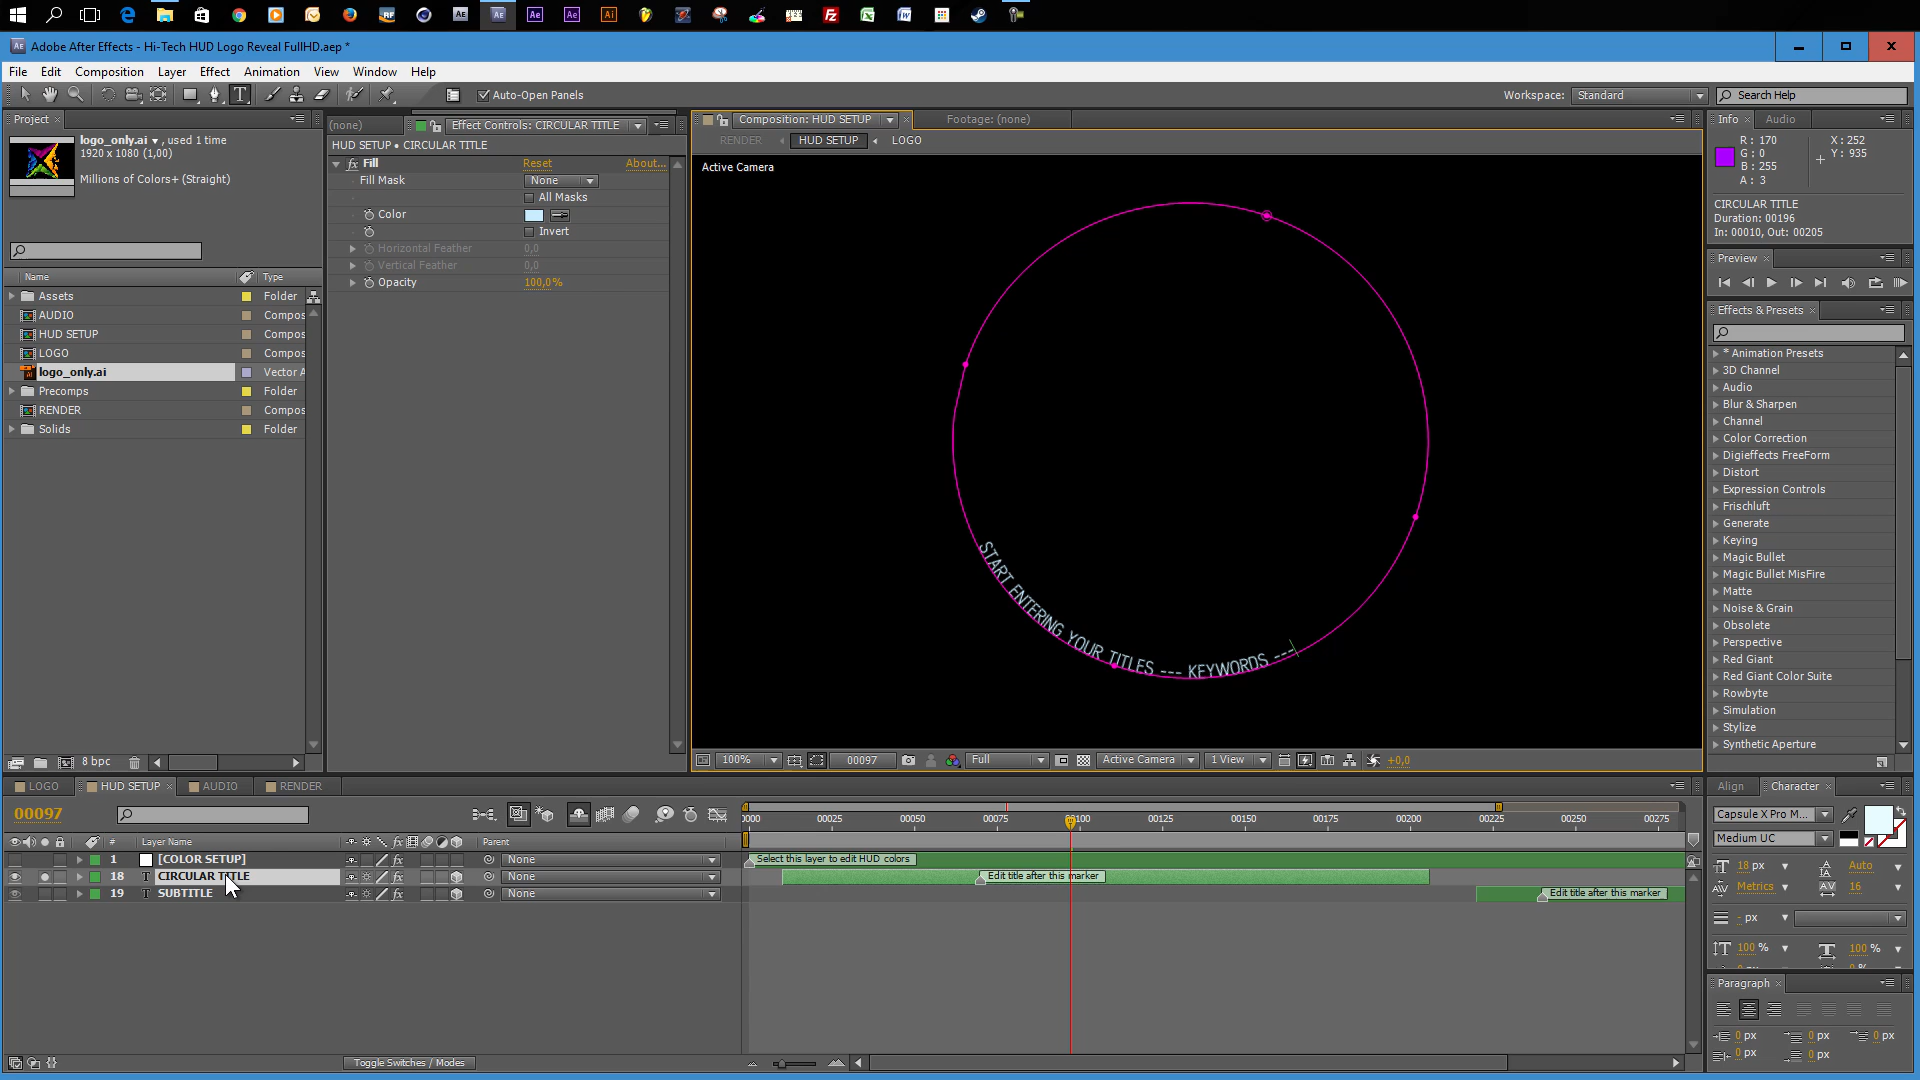 Adobe After Effects - Hi-Tech HUD Logo Reveal FullHD.aep *
File Edit Composition Layer Effect Animation View Window Help
Auto-Open Panels
Workspace: Standard
Search Help
Project
logo_only.ai ▼ , used 1 time
1920 x 1080 (1,00)
Millions of Colors+ (Straight)
Name Type
Assets Folder
AUDIO Compos
HUD SETUP Compos
LOGO Compos
logo_only.ai Vector A
Precomps Folder
RENDER Compos
Solids Folder
8 bpc
(none) Effect Controls: CIRCULAR TITLE
HUD SETUP • CIRCULAR TITLE
Fill Reset About...
Fill Mask None
All Masks
Color
Invert
Horizontal Feather 0,0
Vertical Feather 0,0
Opacity 100,0%
Composition: HUD SETUP Footage: (none)
RENDER HUD SETUP LOGO
Active Camera
START ENTERING YOUR TITLES --- KEYWORDS ---
100% 00097 Full Active Camera 1 View +0,0
Info Audio
R: 170 X: 252
G: 0 Y: 935
B: 255
A: 3
CIRCULAR TITLE
Duration: 00196
In: 00010, Out: 00205
Preview
Effects & Presets
* Animation Presets
3D Channel
Audio
Blur & Sharpen
Channel
Color Correction
Digieffects FreeForm
Distort
Expression Controls
Frischluft
Generate
Keying
Magic Bullet
Magic Bullet MisFire
Matte
Noise & Grain
Obsolete
Perspective
Red Giant
Red Giant Color Suite
Rowbyte
Simulation
Stylize
Synthetic Aperture
LOGO HUD SETUP AUDIO RENDER
00097
0000 00025 00050 00075 00100 00125 00150 00175 00200 00225 00250 00275
# Layer Name Parent
1 [COLOR SETUP] None Select this layer to edit HUD colors
18 CIRCULAR TITLE None Edit title after this marker
19 SUBTITLE None Edit title after this marker
Toggle Switches / Modes
Align Character
Capsule X Pro M...
Medium UC
18 px Auto
Metrics 16
- px
100 % 100 %
Paragraph
0 px 0 px 0 px
0 px 0 px